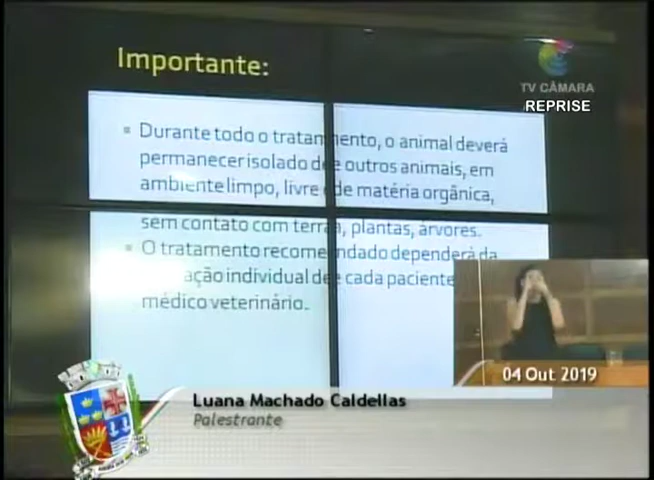 Importante:
TV CÂMARA
REPRISE
Durante todo o tratamento, o animal deverá
permanecer isolado de outros animais, em
ambiente limpo, livre de matéria orgânica,
sem contato com terra, plantas, árvores.
O tratamento recomendado dependerá da
individual de cada paciente
médico veterinário.
04 Out 2019
Luana Machado Caldellas
Palestrante